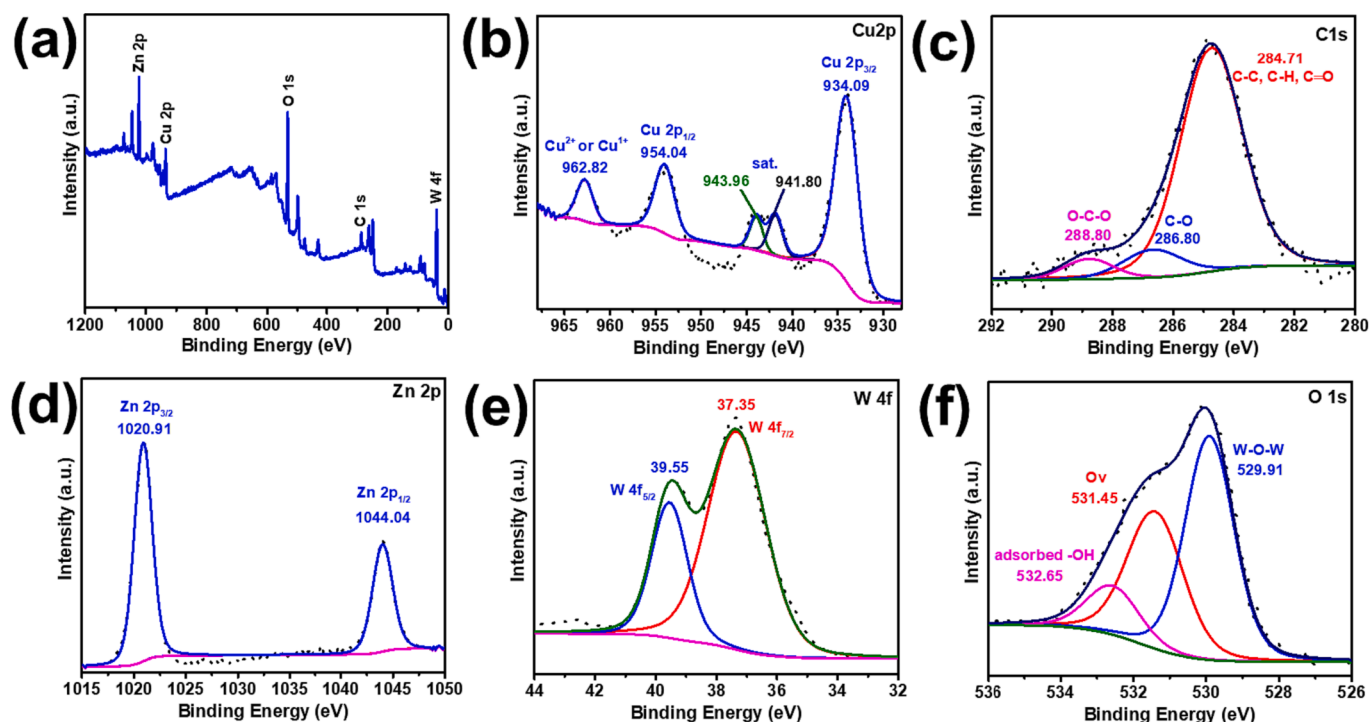 (a)
Zn 2p
Cu 2p
O 1s
C 1s
W 4f
Intensity (a.u.)
1200 1000 800 600 400 200 0
Binding Energy (eV)
(b)
Cu2p
Cu 2p3/2
934.09
Cu 2p1/2
954.04
Cu2+ or Cu1+
962.82
sat.
943.96 941.80
Intensity (a.u.)
965 960 955 950 945 940 935 930
Binding Energy (eV)
(c)
C1s
284.71
C-C, C-H, C=O
O-C-O
288.80
C-O
286.80
Intensity (a.u.)
292 290 288 286 284 282 280
Binding Energy (eV)
(d)
Zn 2p
Zn 2p3/2
1020.91
Zn 2p1/2
1044.04
Intensity (a.u.)
1015 1020 1025 1030 1035 1040 1045 1050
Binding Energy (eV)
(e)
W 4f
37.35
W 4f7/2
39.55
W 4f5/2
Intensity (a.u.)
44 42 40 38 36 34 32
Binding Energy (eV)
(f)
O 1s
W-O-W
529.91
Ov
531.45
adsorbed -OH
532.65
Intensity (a.u.)
536 534 532 530 528 526
Binding Energy (eV)